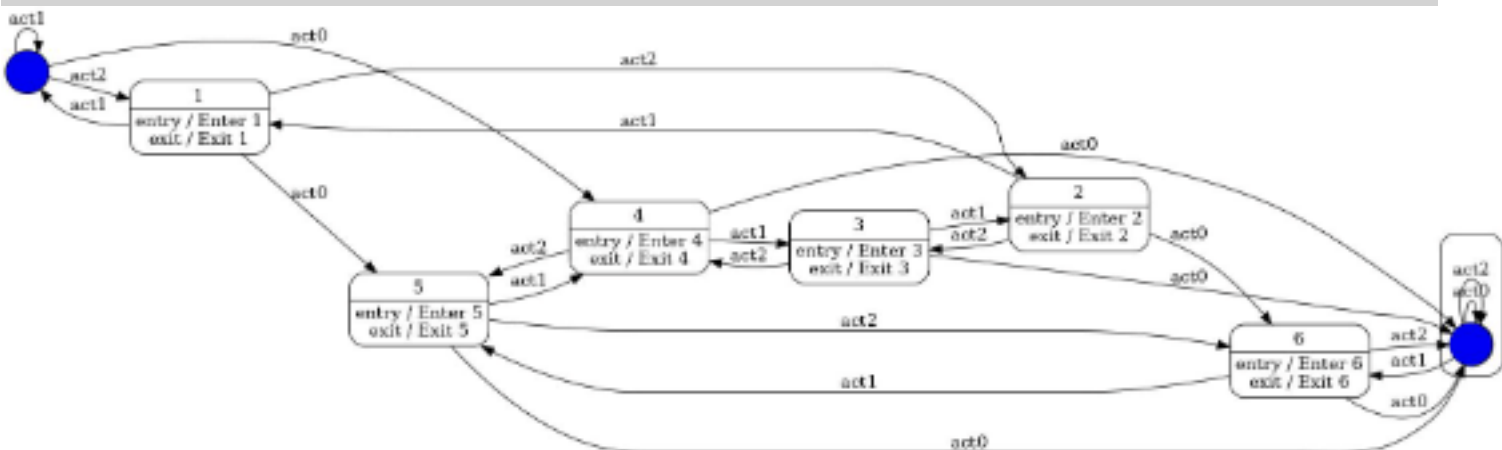 act1
act0
act2
act2
1
act1
entry / Enter 1
exit / Exit 1
act1
act0
act0
2
4
act1
entry / Enter 2
3
act1
act2
entry / Enter 4
exit / Exit 2
act0
act2
exit / Exit 4
act2
entry / Enter 3
exit / Exit 3
act2
act1
act0
5
act0
entry / Enter 5
act2
exit / Exit 5
6
act2
entry / Enter 6
act1
act1
exit / Exit 6
act0
act0